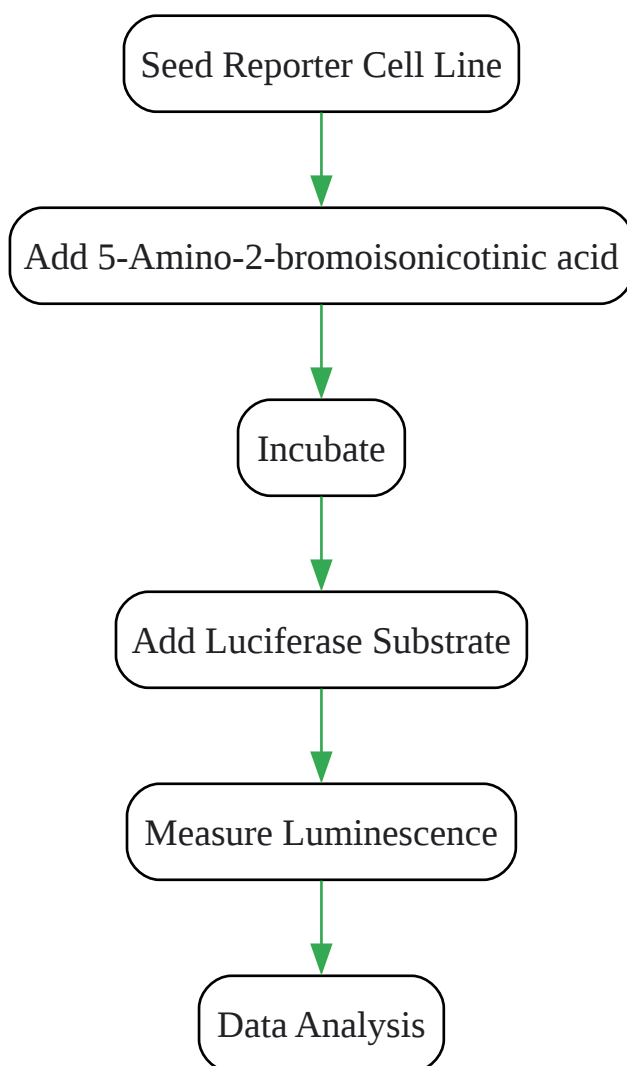 Seed Reporter Cell Line
Add 5-Amino-2-bromoisonicotinic acid
Incubate
Add Luciferase Substrate
Measure Luminescence
Data Analysis